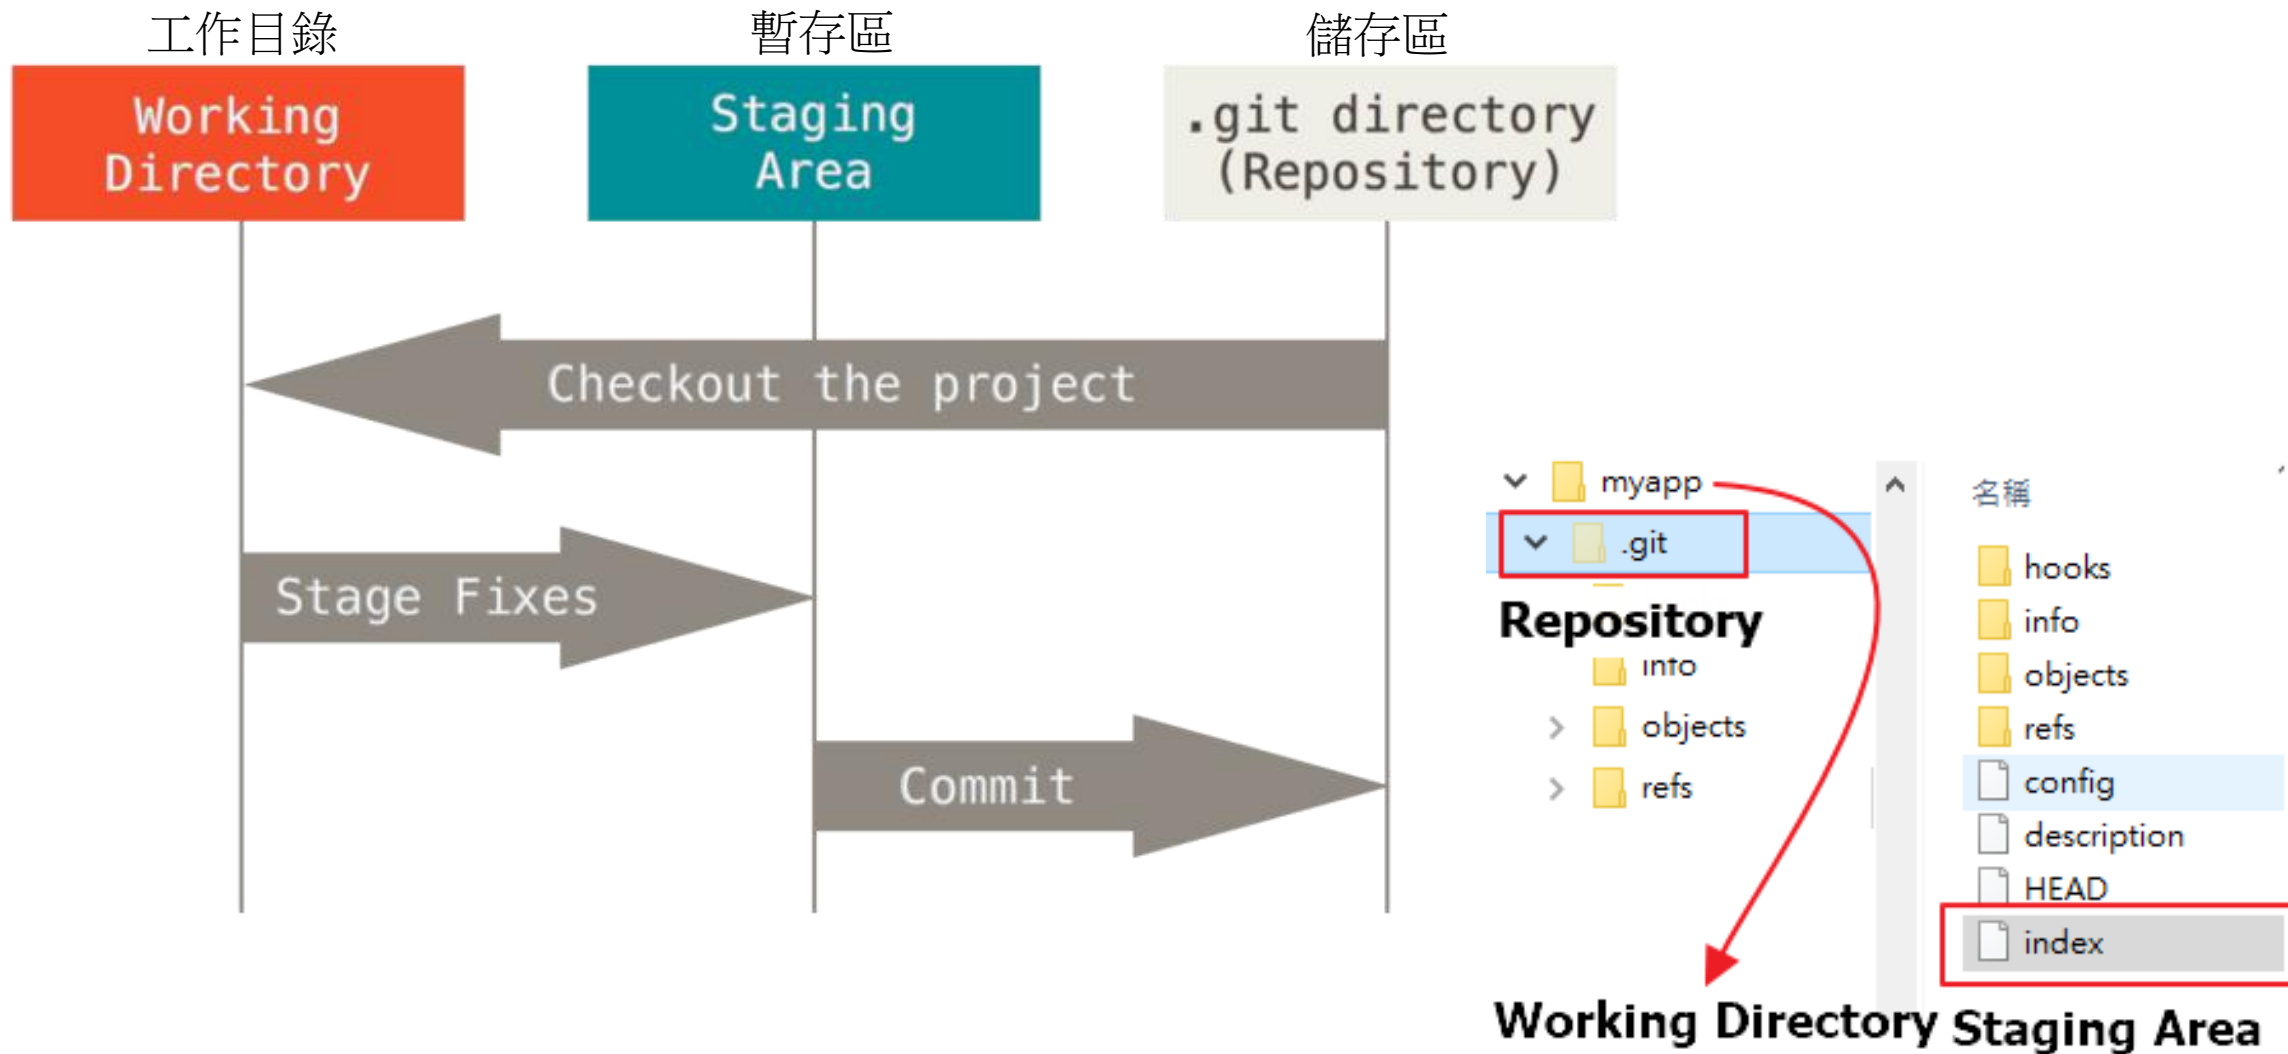 工作目錄
暫存區
儲存區
Working
Directory
Staging
Area
.git directory
(Repository)
Checkout the project
Stage Fixes
Commit
myapp
.git
Repository
info
objects
refs
名稱
hooks
info
objects
refs
config
description
HEAD
index
Working Directory
Staging Area